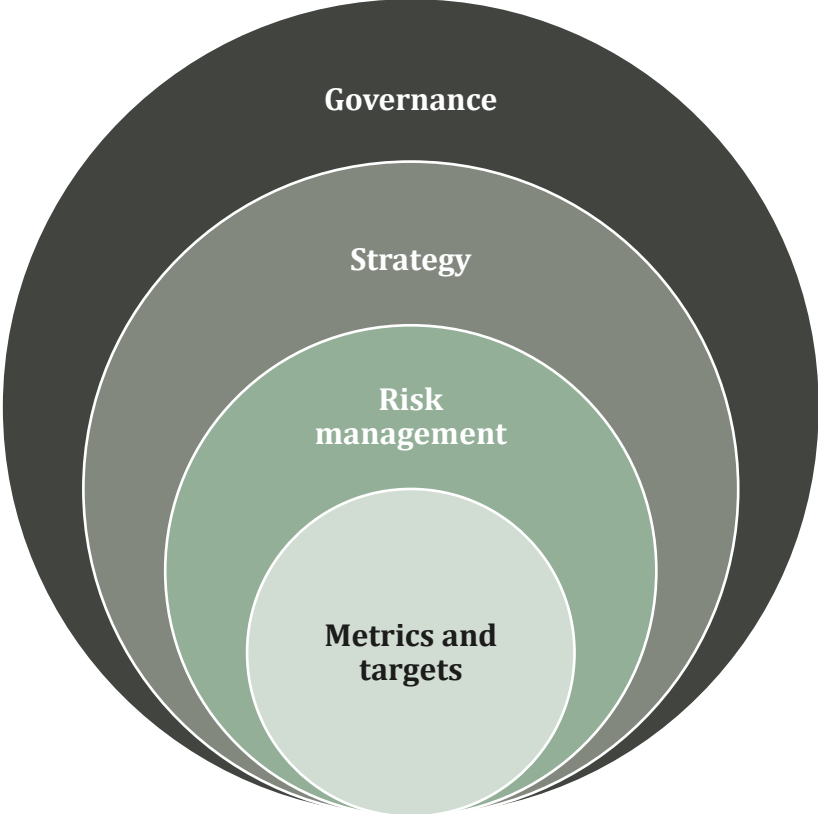 Governance
Strategy
Risk
management
Metrics and
targets